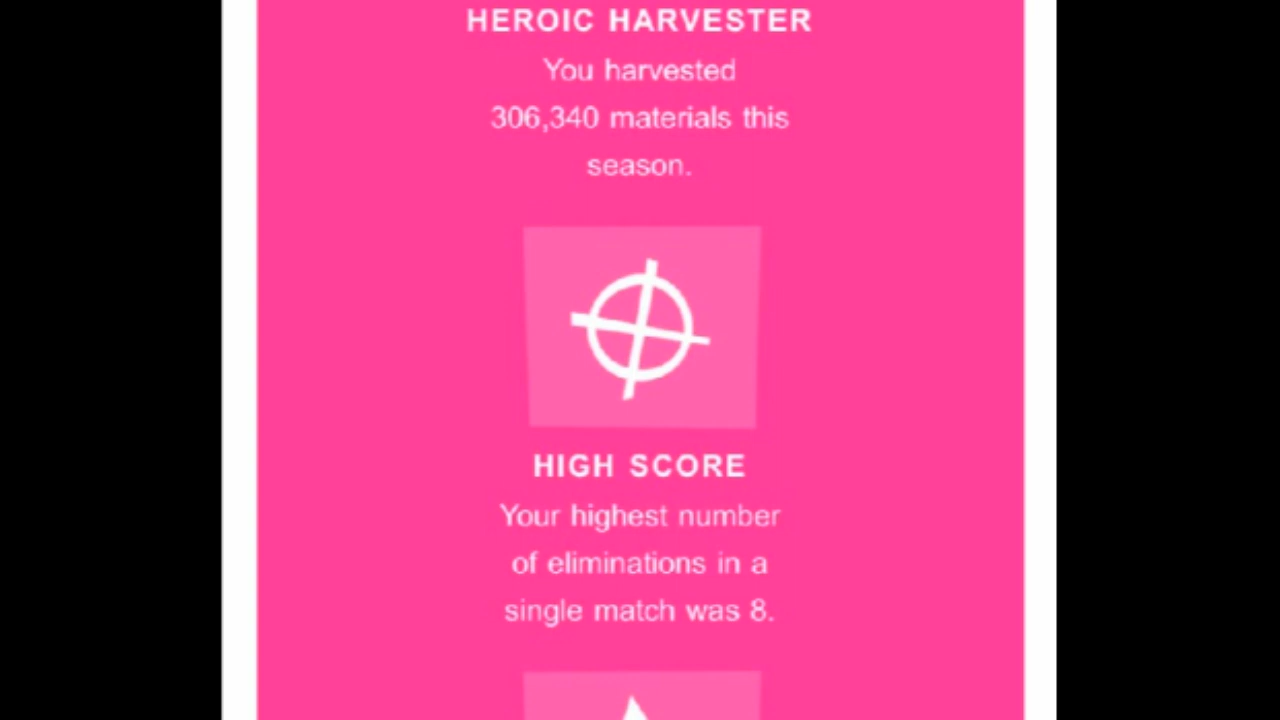 HEROIC HARVESTER
You harvested
306,340 materials this
season.
HIGH SCORE
Your highest number
of eliminations in a
single match was 8.